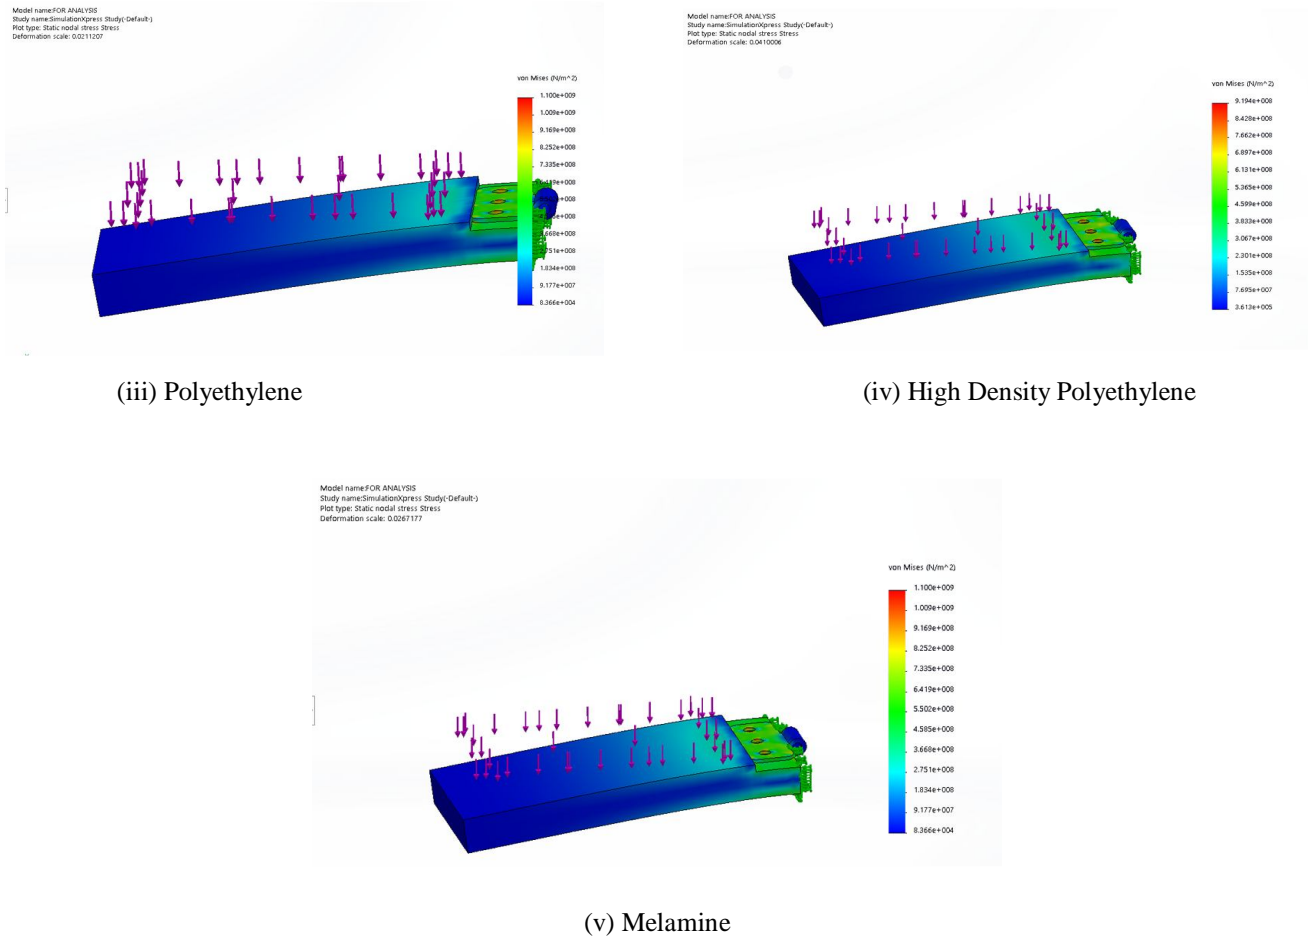 Model name:FOR ANALYSIS
Study name:SimulationXpress Study(-Default-)
Plot type: Static nodal stress Stress
Deformation scale: 0.0211207
von Mises (N/m^2)
1.100e+009
1.009e+009
9.169e+008
8.252e+008
7.335e+008
1.834e+008
9.177e+007
8.366e+004
(iii) Polyethylene
Model name:FOR ANALYSIS
Study name:SimulationXpress Study(-Default-)
Plot type: Static nodal stress Stress
Deformation scale: 0.0410006
von Mises (N/m^2)
9.194e+008
8.428e+008
7.662e+008
6.897e+008
6.131e+008
5.365e+008
4.599e+008
3.833e+008
3.067e+008
2.301e+008
1.535e+008
7.695e+007
3.613e+005
(iv) High Density Polyethylene
Model name:FOR ANALYSIS
Study name:SimulationXpress Study(-Default-)
Plot type: Static nodal stress Stress
Deformation scale: 0.0267177
von Mises (N/m^2)
1.100e+009
1.009e+009
9.169e+008
8.252e+008
7.335e+008
6.419e+008
5.502e+008
4.585e+008
3.668e+008
2.751e+008
1.834e+008
9.177e+007
8.366e+004
(v) Melamine